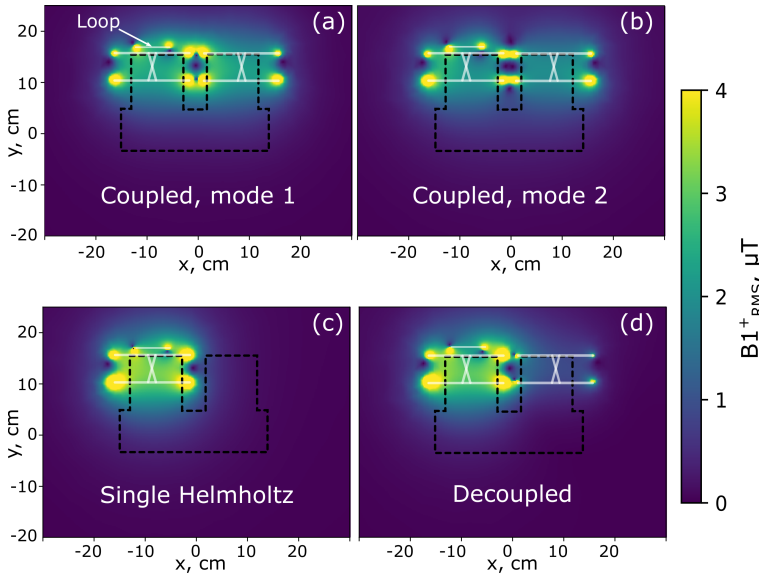 (a)
(b)
Loop
20
10
0
-10
-20
y, cm
Coupled, mode 1
Coupled, mode 2
-20
-10
0
10
20
-20
-10
0
10
20
x, cm
x, cm
(c)
(d)
20
10
0
-10
-20
y, cm
Single Helmholtz
Decoupled
-20
-10
0
10
20
-20
-10
0
10
20
x, cm
x, cm
4
3
2
1
0
B1⁺RMS, μT